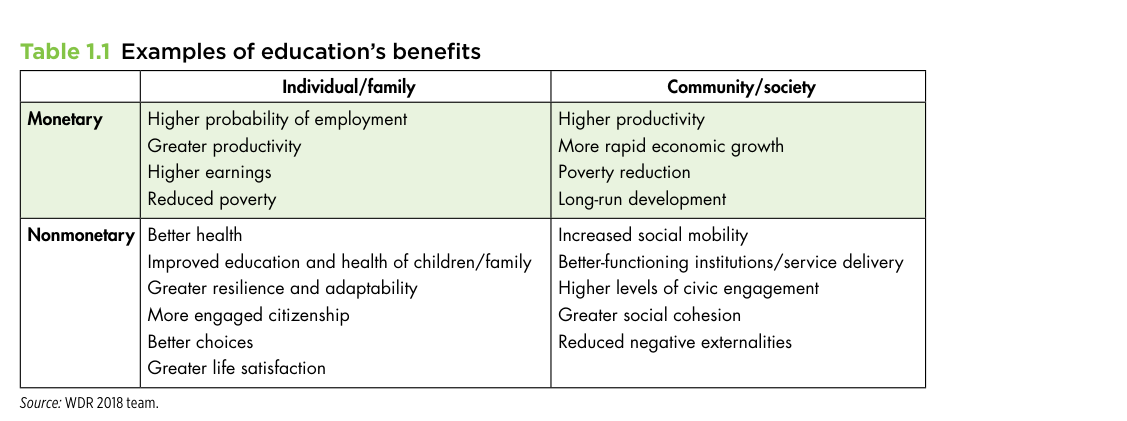 Table 1.1 Examples of education's benefits
Individual/family Community/society
Monetary Higher probability of employment Higher productivity
Greater productivity More rapid economic growth
Higher earnings Poverty reduction
Reduced poverty Long-run development
Nonmonetary Better health Increased social mobility
Improved education and health of children/family Better-functioning institutions/service delivery
Greater resilience and adaptability Higher levels of civic engagement
More engaged citizenship Greater social cohesion
Better choices Reduced negative externalities
Greater life satisfaction
Source: WDR 2018 team.